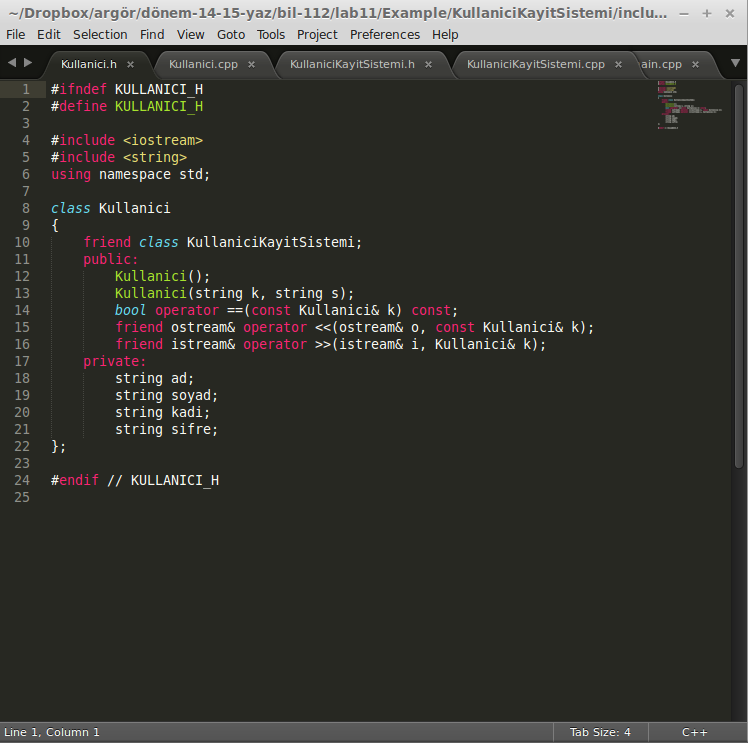 ~/Dropbox/argör/dönem-14-15-yaz/bil-112/lab11/Example/KullaniciKayitSistemi/inclu...
File Edit Selection Find View Goto Tools Project Preferences Help
Kullanici.h Kullanici.cpp KullaniciKayitSistemi.h KullaniciKayitSistemi.cpp ain.cpp
1 #ifndef KULLANICI_H
2 #define KULLANICI_H
3
4 #include <iostream>
5 #include <string>
6 using namespace std;
7
8 class Kullanici
9 {
10 friend class KullaniciKayitSistemi;
11 public:
12 Kullanici();
13 Kullanici(string k, string s);
14 bool operator ==(const Kullanici& k) const;
15 friend ostream& operator <<(ostream& o, const Kullanici& k);
16 friend istream& operator >>(istream& i, Kullanici& k);
17 private:
18 string ad;
19 string soyad;
20 string kadi;
21 string sifre;
22 };
23
24 #endif // KULLANICI_H
25
Line 1, Column 1 Tab Size: 4 C++